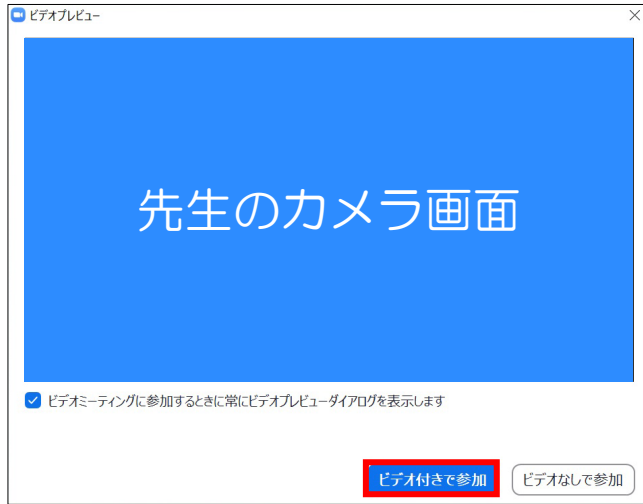 ビデオプレビュー
先生のカメラ画面
ビデオミーティングに参加するときに常にビデオプレビューダイアログを表示します
ビデオ付きで参加 ビデオなしで参加